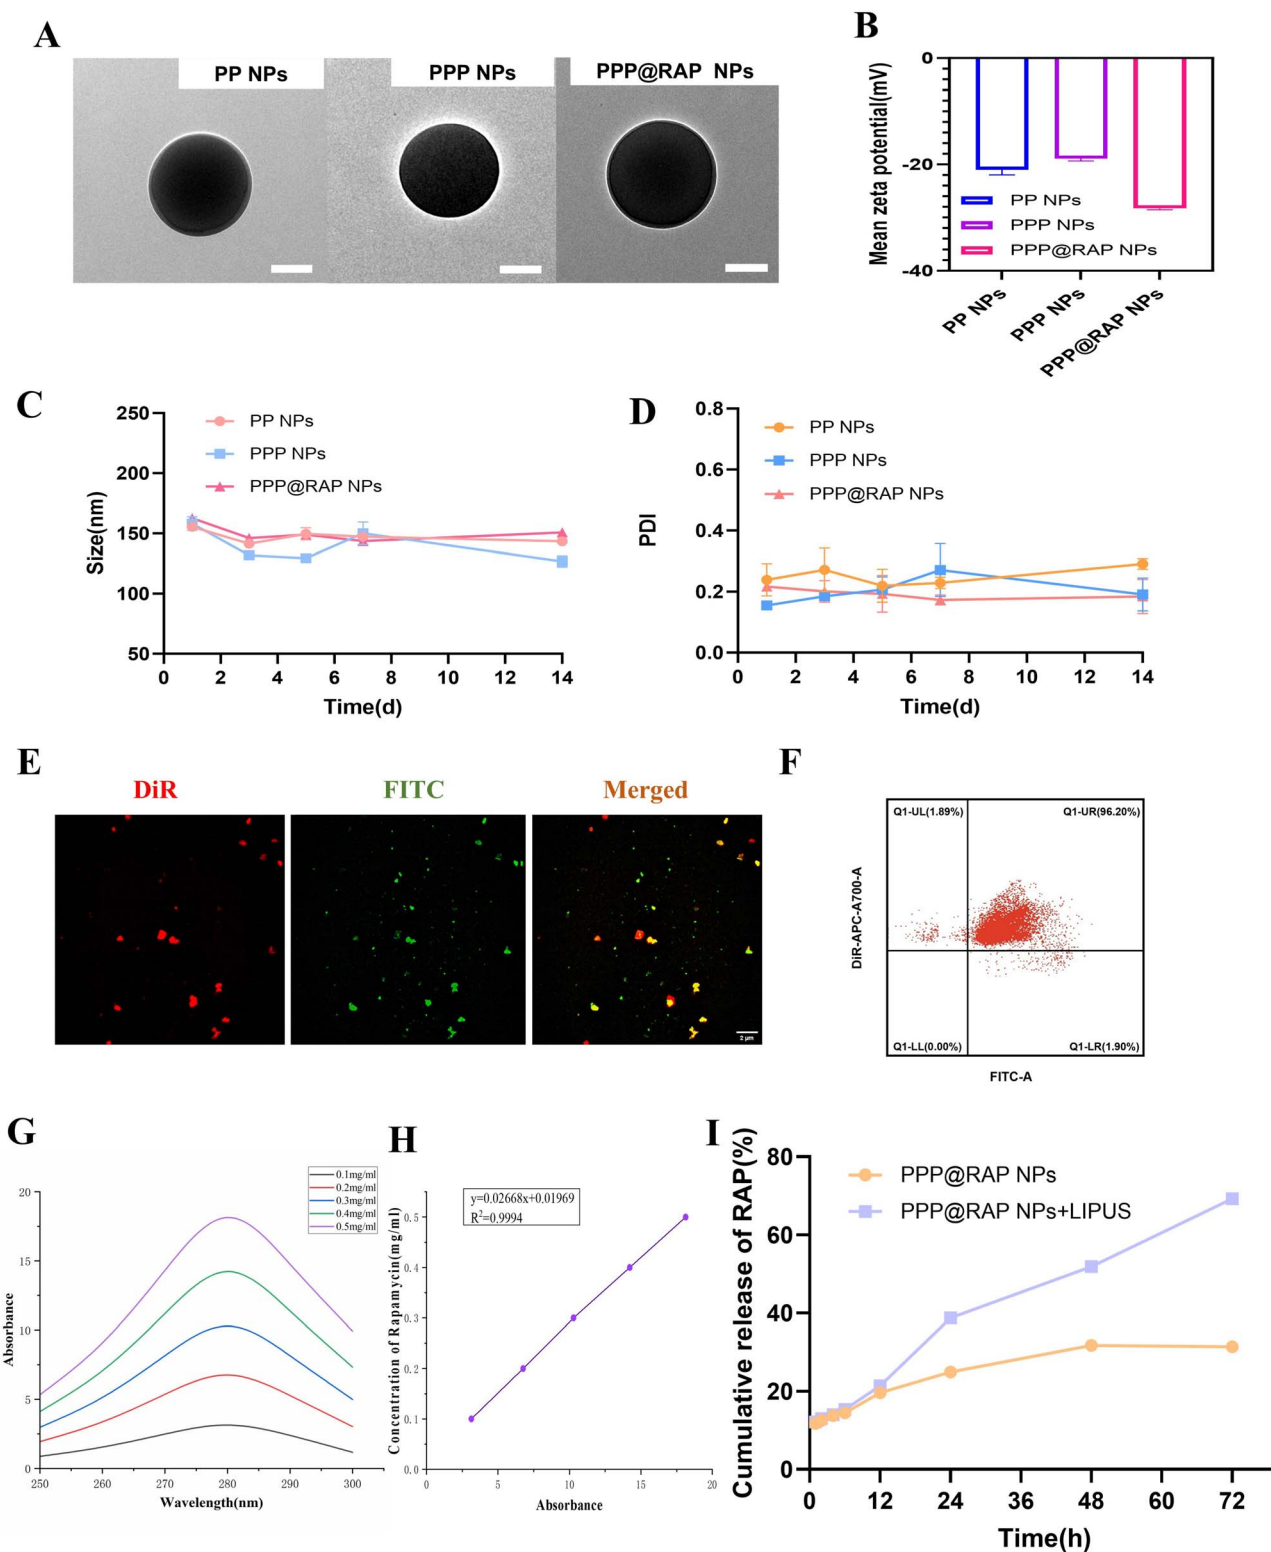 A
PP NPs
PPP NPs
PPP@RAP NPs
B
Mean zeta potential(mV)
0
-20
-40
PP NPs
PPP NPs
PPP@RAP NPs
PP NPs
PPP NPs
PPP@RAP NPs
C
Size(nm)
250
200
150
100
50
PP NPs
PPP NPs
PPP@RAP NPs
0 2 4 6 8 10 12 14
Time(d)
D
PDI
0.8
0.6
0.4
0.2
0.0
PP NPs
PPP NPs
PPP@RAP NPs
0 2 4 6 8 10 12 14
Time(d)
E
DiR
FITC
Merged
2 μm
F
Q1-UL(1.89%)
Q1-UR(96.20%)
DiR-APC-A700-A
Q1-LL(0.00%)
Q1-LR(1.90%)
FITC-A
G
Absorbance
20
15
10
5
0
0.1mg/ml
0.2mg/ml
0.3mg/ml
0.4mg/ml
0.5mg/ml
250 260 270 280 290 300
Wavelength(nm)
H
Concentration of Rapamycin(mg/ml)
y=0.02668x+0.01969
R²=0.9994
0.5
0.4
0.3
0.2
0.1
0.0
0 5 10 15 20
Absorbance
I
Cumulative release of RAP(%)
80
60
40
20
0
PPP@RAP NPs
PPP@RAP NPs+LIPUS
0 12 24 36 48 60 72
Time(h)